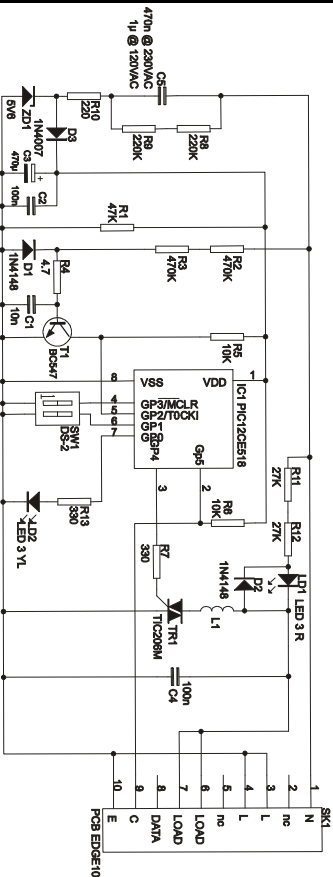 470n @ 230VAC
1µ @ 120VAC
C5
R8
220K
R9
220K
R10
220
ZD1
5V6
D3
1N4007
C3
470µ
+
C2
100n
R1
47K
R2
470K
R3
470K
D1
1N4148
R4
4.7
C1
10n
T1
BC547
R5
10K
IC1 PIC12CE518
1
VDD
VSS
8
GP3/MCLR
4
GP2/T0CKI
5
GP1
6
GP0
7
GP4
3
Gp5
2
SW1
DS-2
1
R13
330
LD2
LED 3 YL
R6
10K
R7
330
R11
27K
R12
27K
D2
1N4148
LD1
LED 3 R
L1
TR1
TIC206M
C4
100n
SK1
N 1
nc 2
L 3
L 4
nc 5
LOAD 6
LOAD 7
DATA 8
C 9
E 10
PCB EDGE10